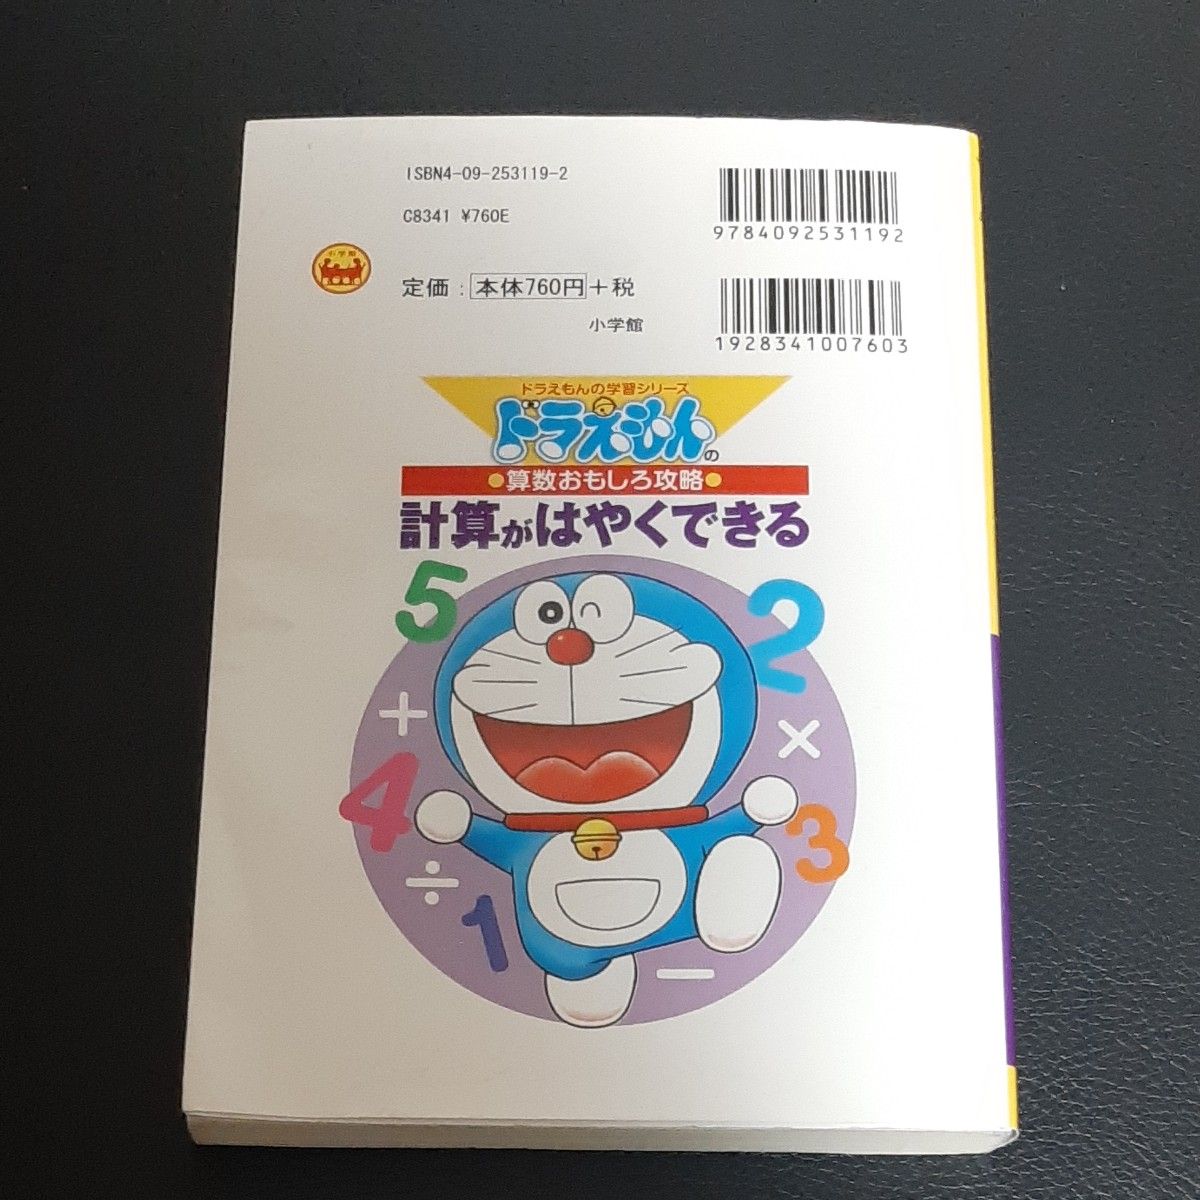 ISBN4-09-253119-2
C8341 ¥760E
9784092531192
小学館
定価：本体760円＋税
小学館
1928341007603
ドラえもんの学習シリーズ
ドラえもんの
●算数おもしろ攻略●
計算がはやくできる
5
2
+
×
4
3
÷
1
−